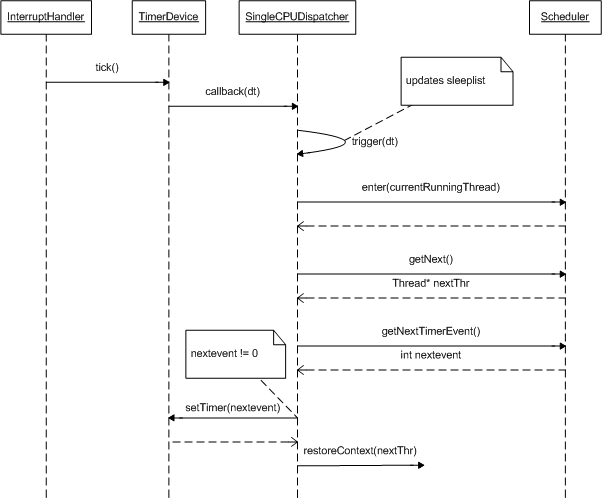 InterruptHandler
TimerDevice
SingleCPUDispatcher
Scheduler
tick()
updates sleeplist
callback(dt)
trigger(dt)
enter(currentRunningThread)
getNext()
Thread* nextThr
getNextTimerEvent()
nextevent != 0
int nextevent
setTimer(nextevent)
restoreContext(nextThr)